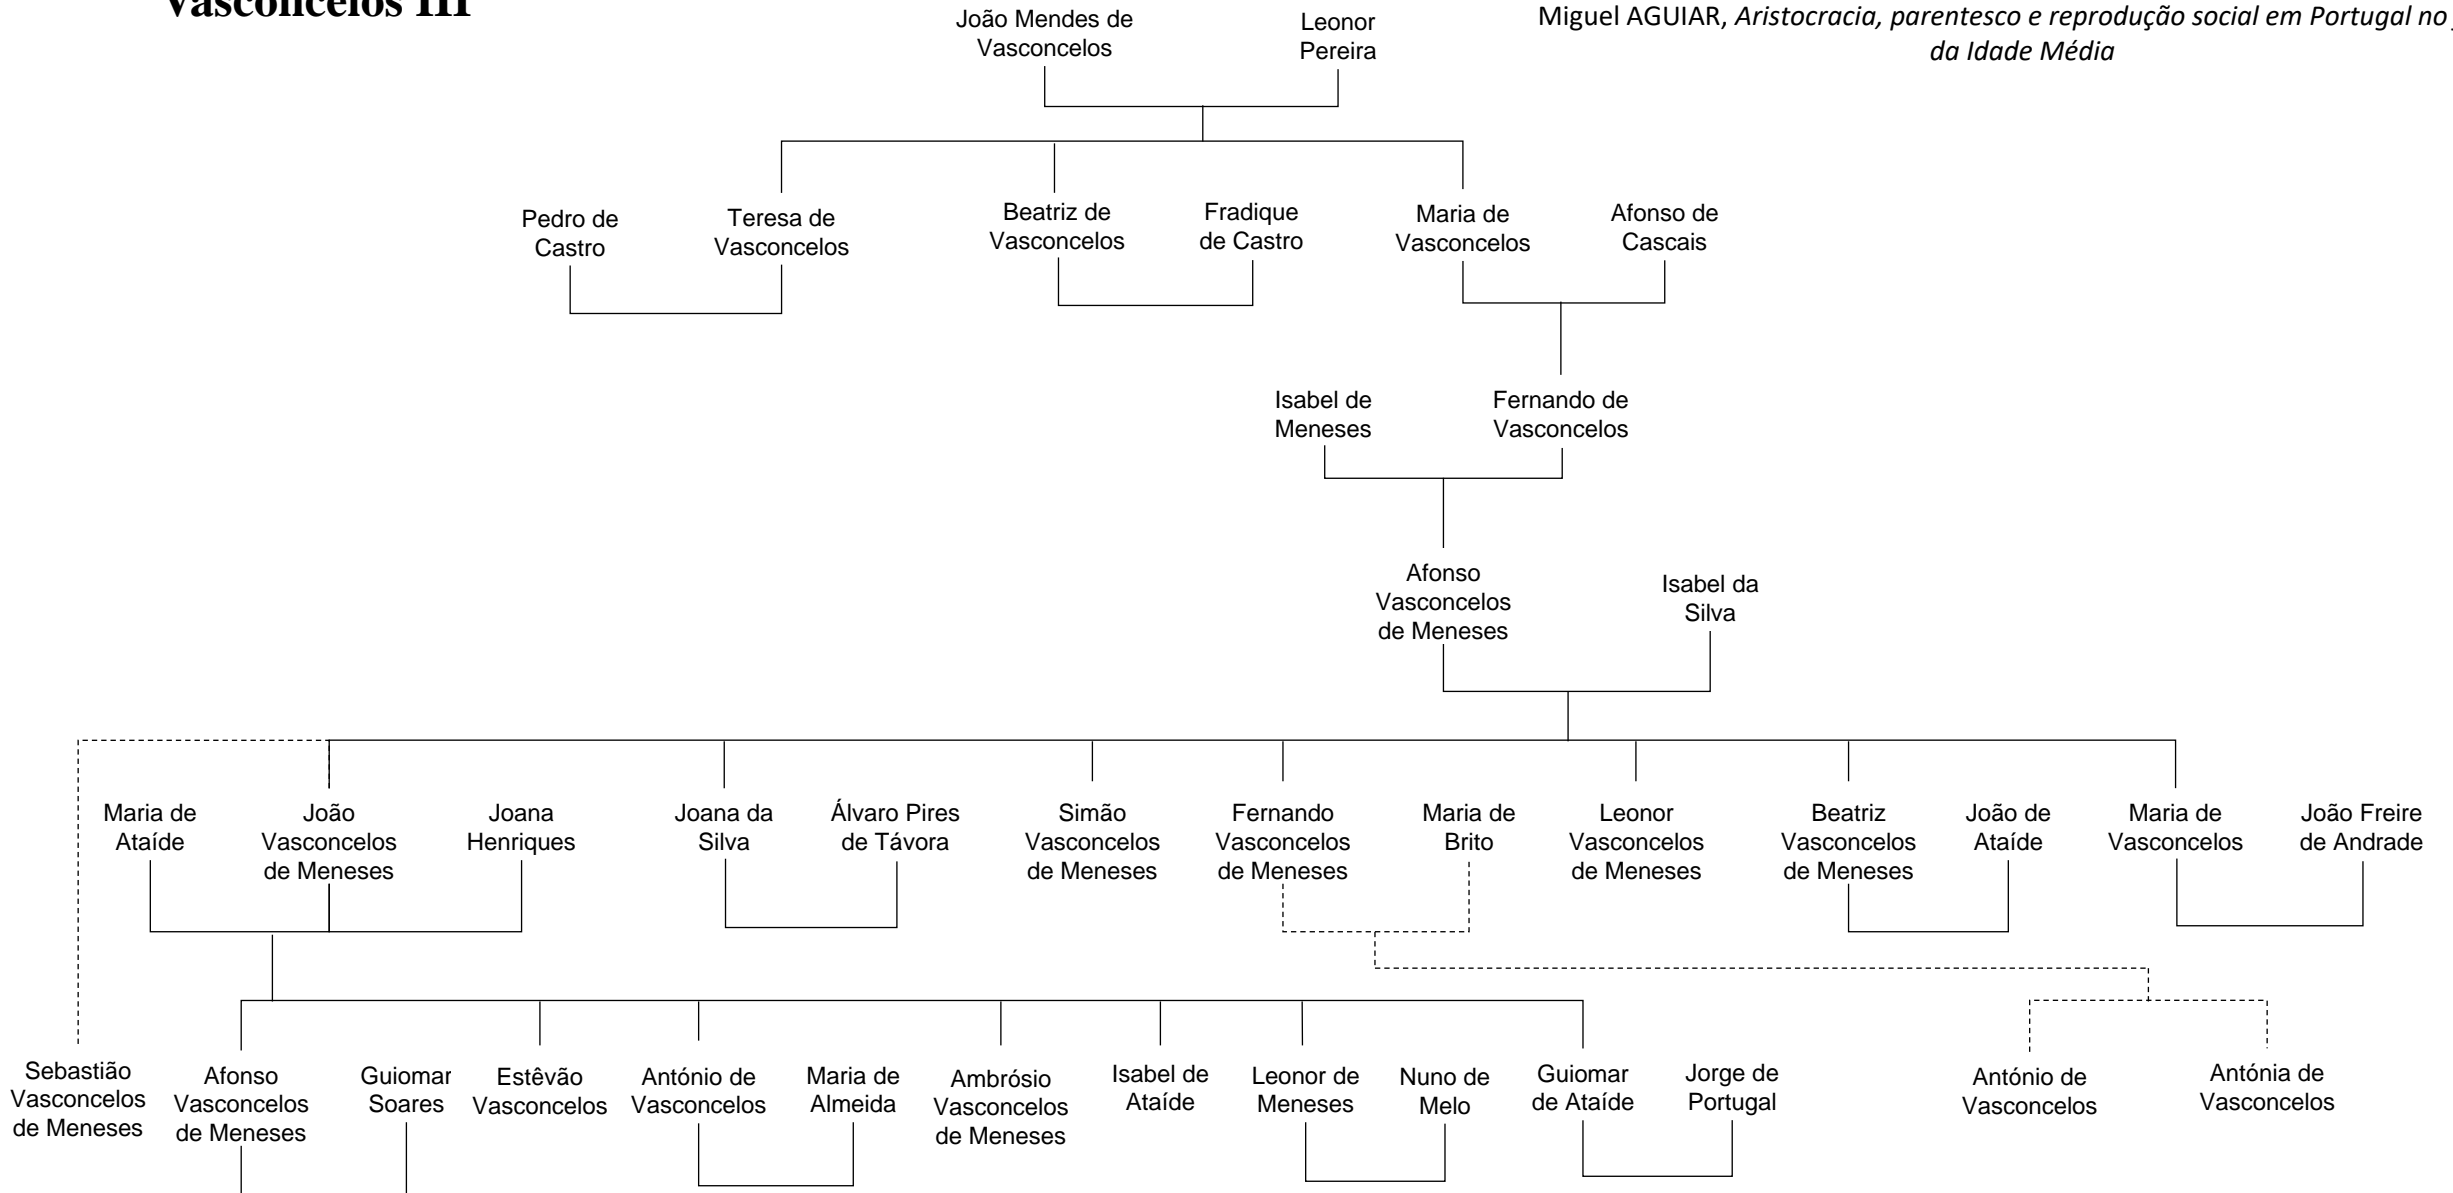 Vasconcelos III
Miguel AGUIAR, Aristocracia, parentesco e reprodução social em Portugal no
da Idade Média
João Mendes de
Vasconcelos
Leonor
Pereira
Pedro de
Castro
Teresa de
Vasconcelos
Beatriz de
Vasconcelos
Fradique
de Castro
Maria de
Vasconcelos
Afonso de
Cascais
Isabel de
Meneses
Fernando de
Vasconcelos
Afonso
Vasconcelos
de Meneses
Isabel da
Silva
Maria de
Ataíde
João
Vasconcelos
de Meneses
Joana
Henriques
Joana da
Silva
Álvaro Pires
de Távora
Simão
Vasconcelos
de Meneses
Fernando
Vasconcelos
de Meneses
Maria de
Brito
Leonor
Vasconcelos
de Meneses
Beatriz
Vasconcelos
de Meneses
João de
Ataíde
Maria de
Vasconcelos
João Freire
de Andrade
Sebastião
Vasconcelos
de Meneses
Afonso
Vasconcelos
de Meneses
Guiomar
Soares
Estêvão
Vasconcelos
António de
Vasconcelos
Maria de
Almeida
Ambrósio
Vasconcelos
de Meneses
Isabel de
Ataíde
Leonor de
Meneses
Nuno de
Melo
Guiomar
de Ataíde
Jorge de
Portugal
António de
Vasconcelos
Antónia de
Vasconcelos